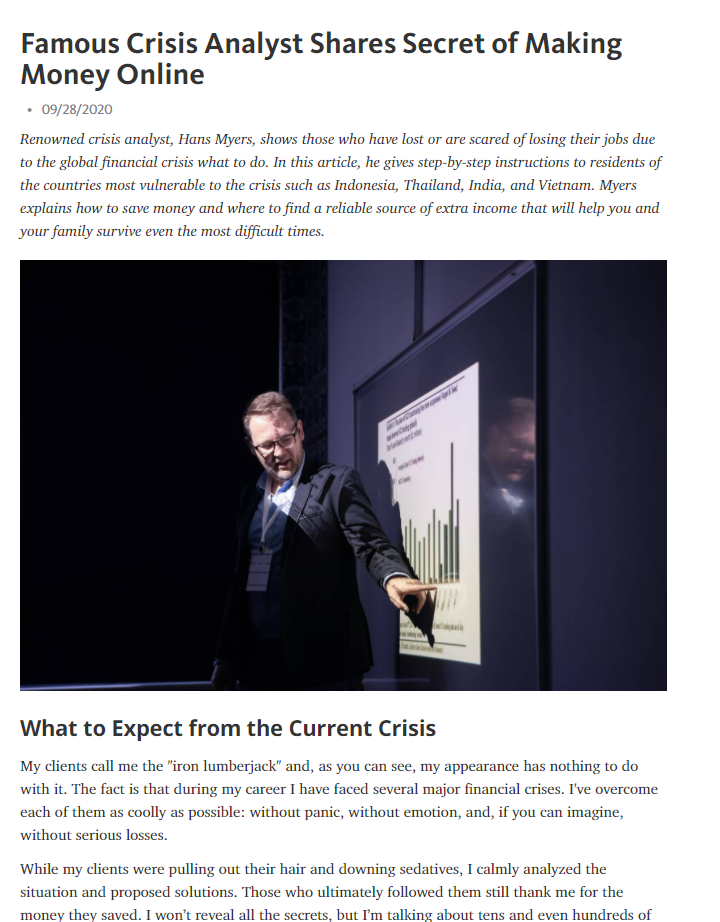 Famous Crisis Analyst Shares Secret of Making
Money Online
• 09/28/2020
Renowned crisis analyst, Hans Myers, shows those who have lost or are scared of losing their jobs due
to the global financial crisis what to do. In this article, he gives step-by-step instructions to residents of
the countries most vulnerable to the crisis such as Indonesia, Thailand, India, and Vietnam. Myers
explains how to save money and where to find a reliable source of extra income that will help you and
your family survive even the most difficult times.
What to Expect from the Current Crisis
My clients call me the "iron lumberjack" and, as you can see, my appearance has nothing to do
with it. The fact is that during my career I have faced several major financial crises. I've overcome
each of them as coolly as possible: without panic, without emotion, and, if you can imagine,
without serious losses.
While my clients were pulling out their hair and downing sedatives, I calmly analyzed the
situation and proposed solutions. Those who ultimately followed them still thank me for the
money they saved. I won't reveal all the secrets, but I'm talking about tens and even hundreds of